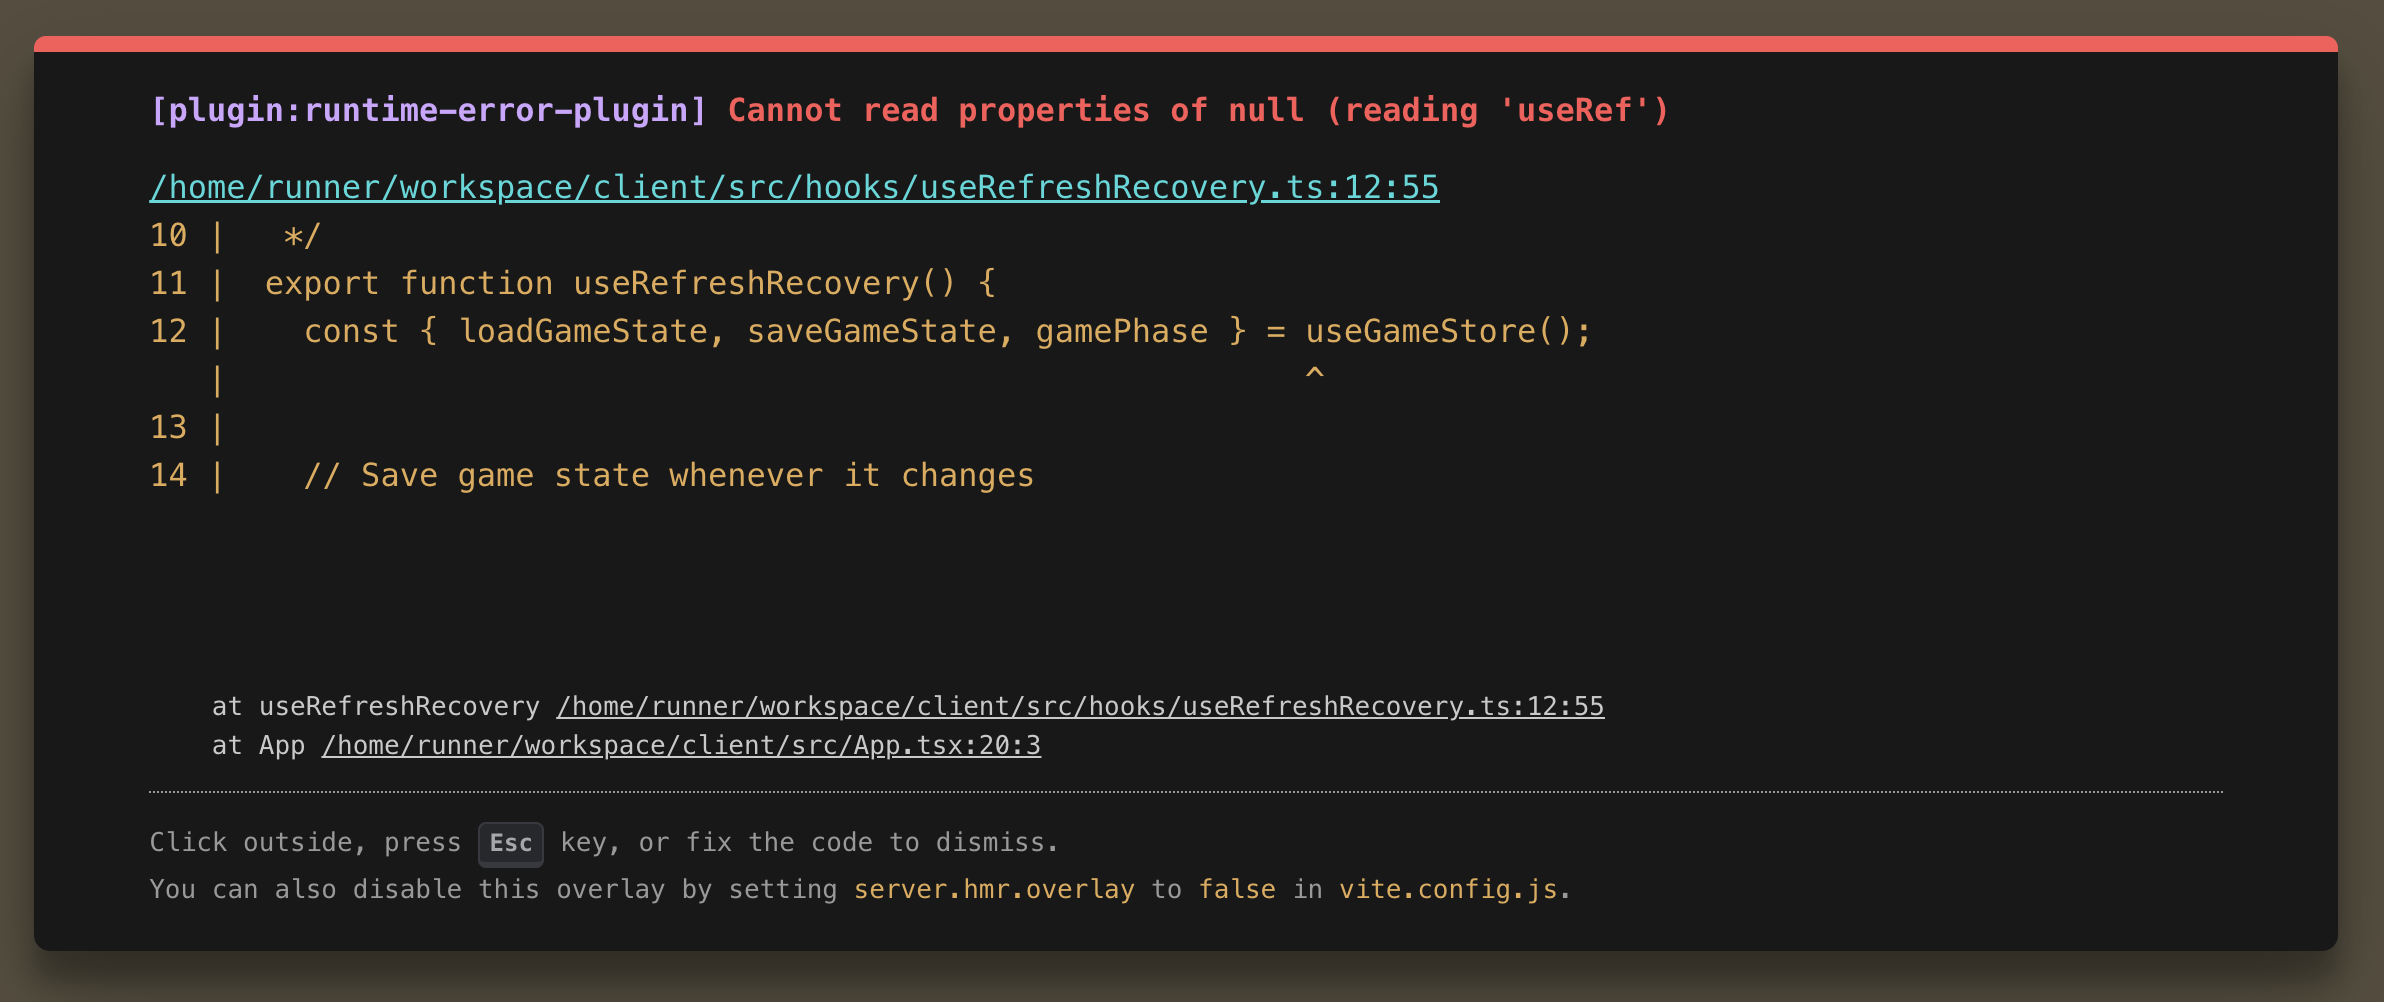 [plugin:runtime-error-plugin] Cannot read properties of null (reading 'useRef')
/home/runner/workspace/client/src/hooks/useRefreshRecovery.ts:12:55
10 |   */
11 |  export function useRefreshRecovery() {
12 |    const { loadGameState, saveGameState, gamePhase } = useGameStore();
   |                                                        ^
13 |
14 |    // Save game state whenever it changes
at useRefreshRecovery /home/runner/workspace/client/src/hooks/useRefreshRecovery.ts:12:55
at App /home/runner/workspace/client/src/App.tsx:20:3
Click outside, press Esc key, or fix the code to dismiss.
You can also disable this overlay by setting server.hmr.overlay to false in vite.config.js.